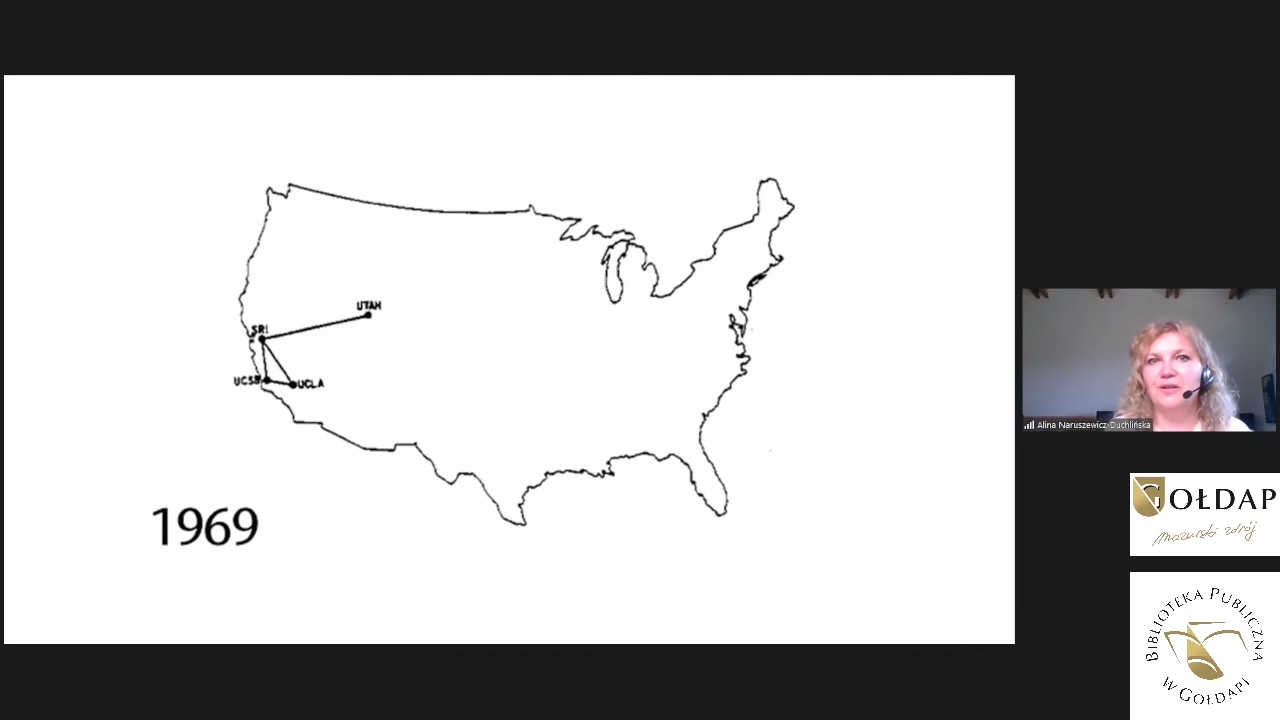 UTAH
SRI
UCSB
UCLA
1969
Alina Naruszewicz-Duchlińska
GOŁDAP
Mazurski zdrój
BIBLIOTEKA PUBLICZNA
W GOŁDAPI